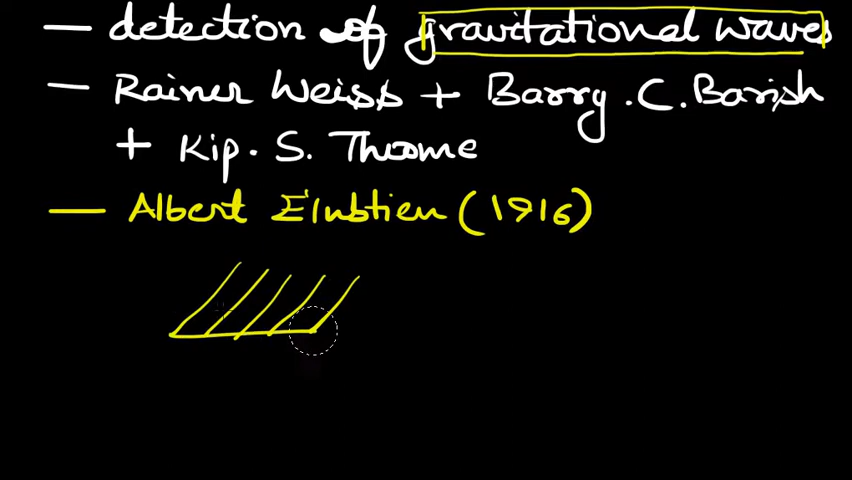 — detection of gravitational waves
— Rainer Weiss + Barry . C. Barish
+ Kip. S. Thorne
— Albert Einstien (1916)